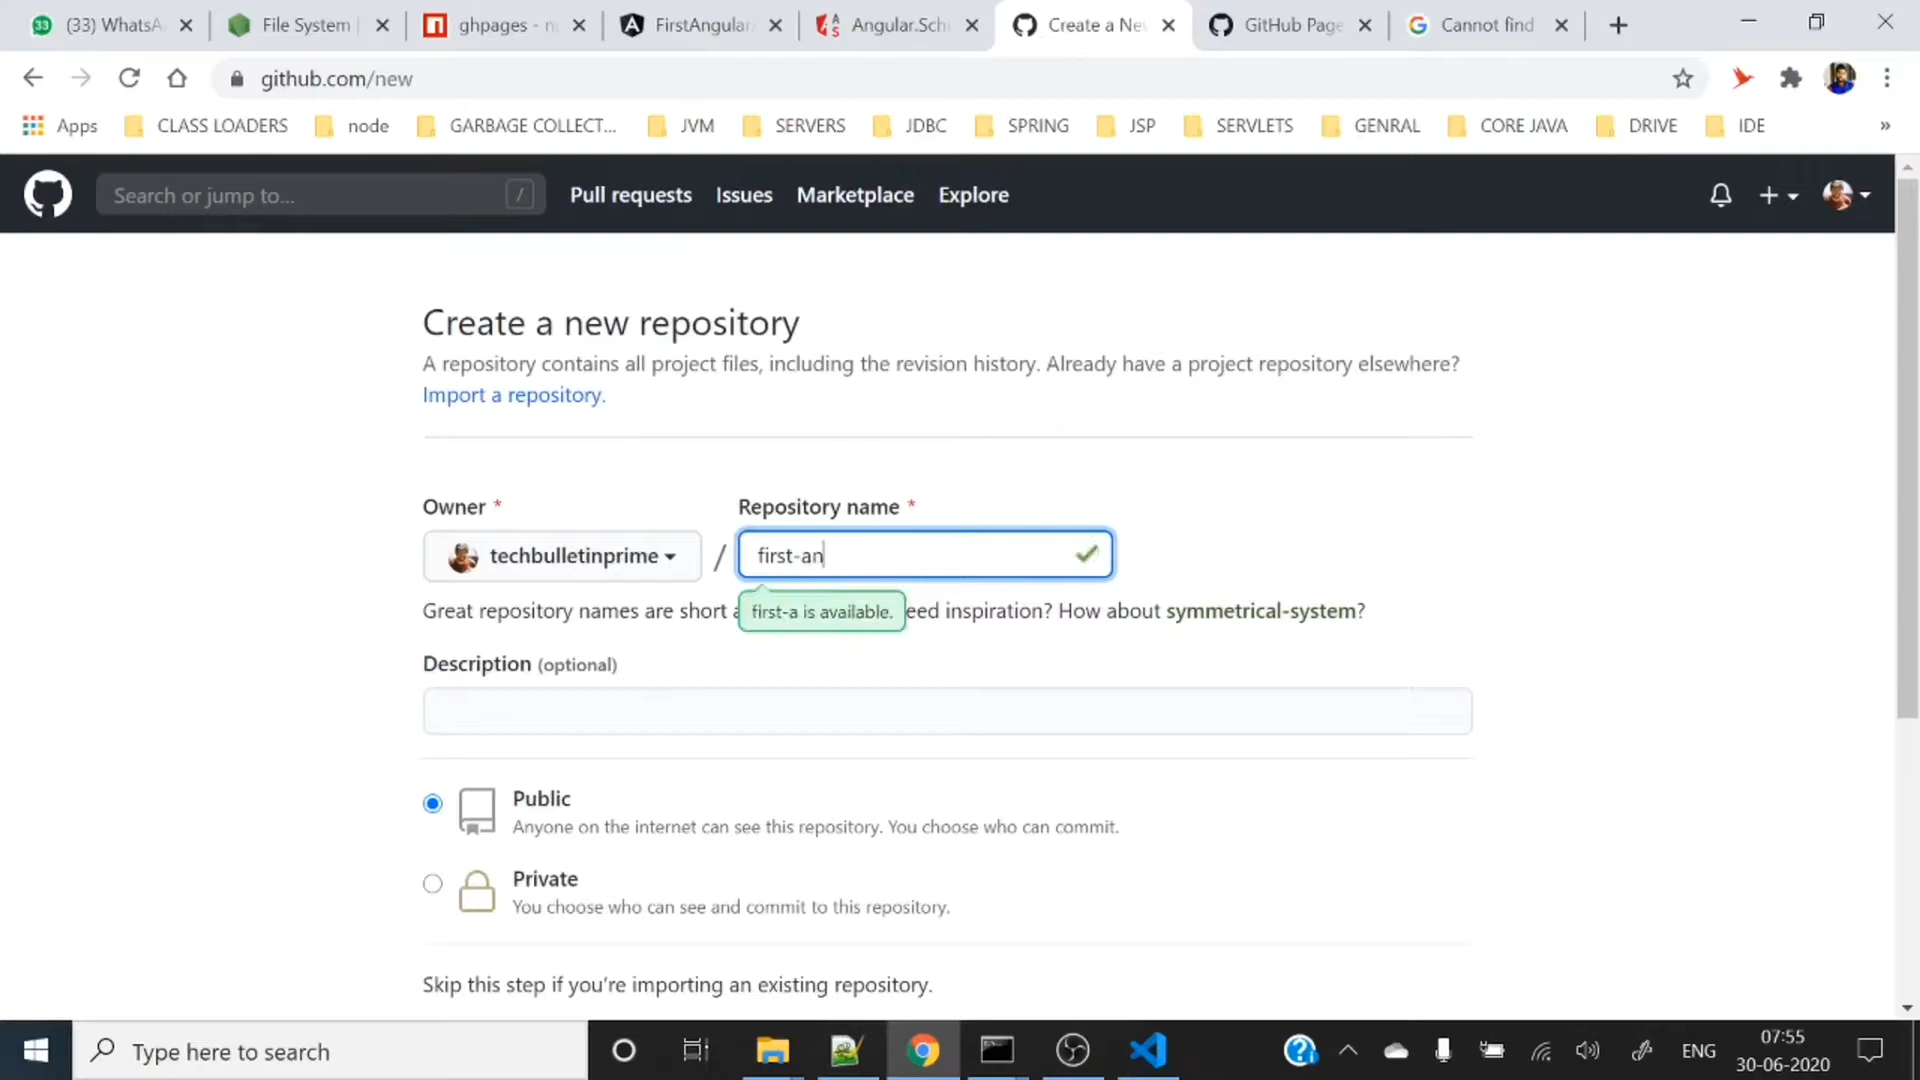 (33) WhatsA
File System
ghpages - n
FirstAngular
Angular.Sch
Create a Ne
GitHub Page
Cannot find
github.com/new
Apps
CLASS LOADERS
node
GARBAGE COLLECT...
JVM
SERVERS
JDBC
SPRING
JSP
SERVLETS
GENRAL
CORE JAVA
DRIVE
IDE
»
Search or jump to...
/
Pull requests
Issues
Marketplace
Explore
Create a new repository
A repository contains all project files, including the revision history. Already have a project repository elsewhere?
Import a repository.
Owner *
Repository name *
techbulletinprime
/
first-an
Great repository names are short a
first-a is available.
eed inspiration? How about symmetrical-system?
Description (optional)
Public
Anyone on the internet can see this repository. You choose who can commit.
Private
You choose who can see and commit to this repository.
Skip this step if you're importing an existing repository.
Type here to search
ENG
07:55
30-06-2020